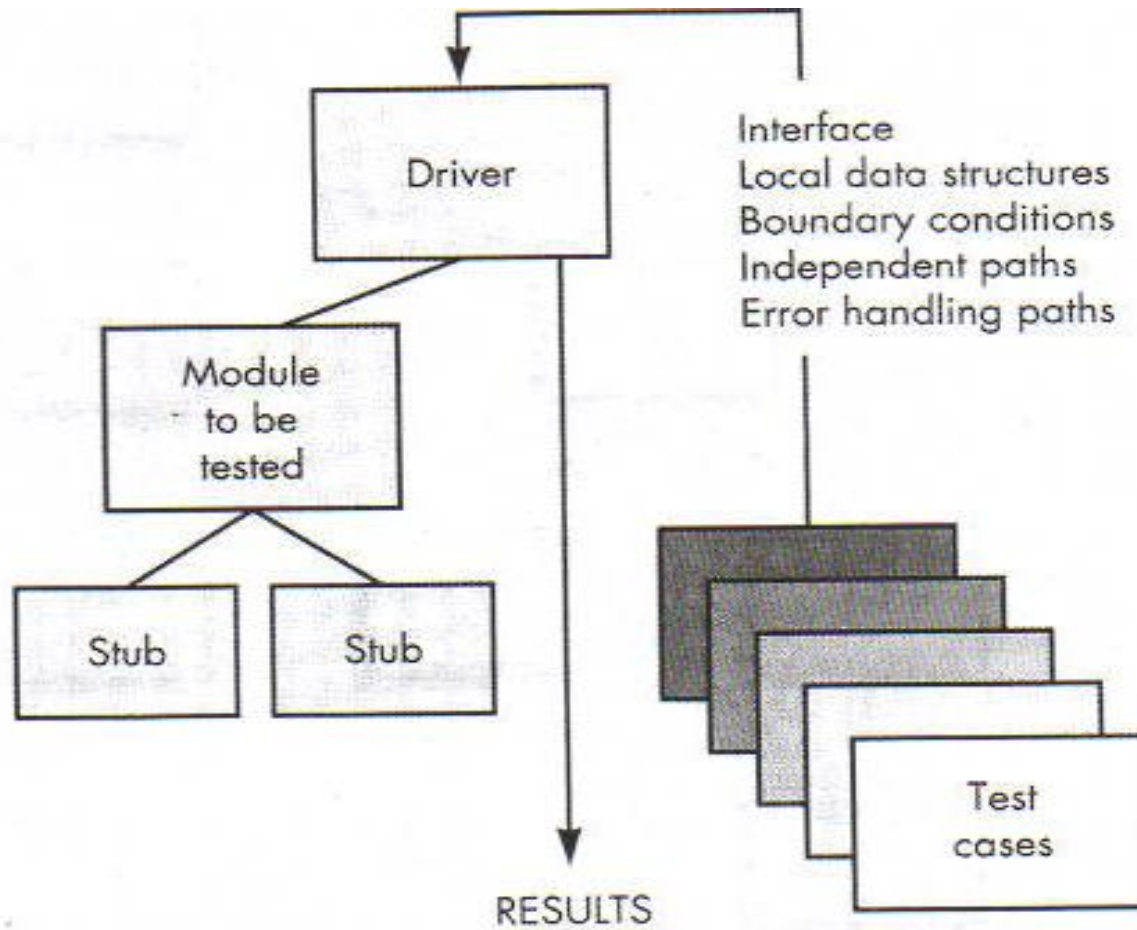 Driver
Interface
Local data structures
Boundary conditions
Independent paths
Error handling paths
Module
to be
tested
Stub
Stub
Test
cases
RESULTS